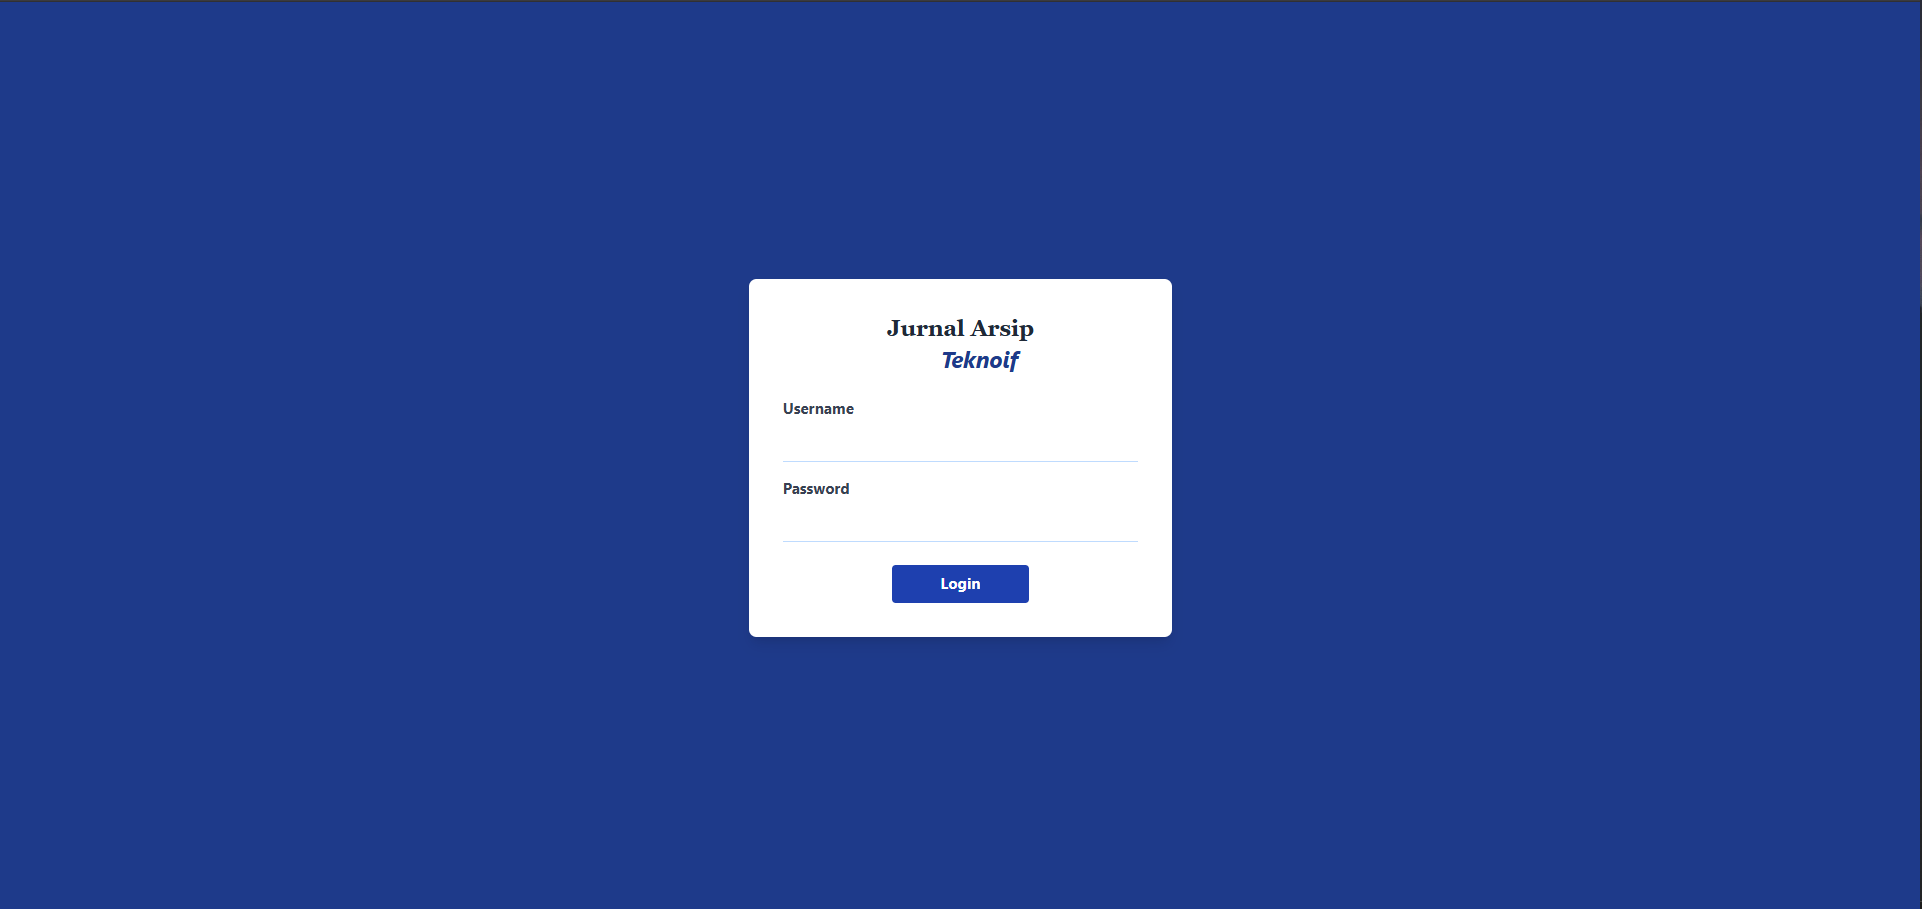 Jurnal Arsip
Teknoif
Username
Password
Login